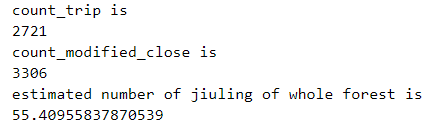 count_trip is
2721
count_modified_close is
3306
estimated number of jiuling of whole forest is
55.40955837870539